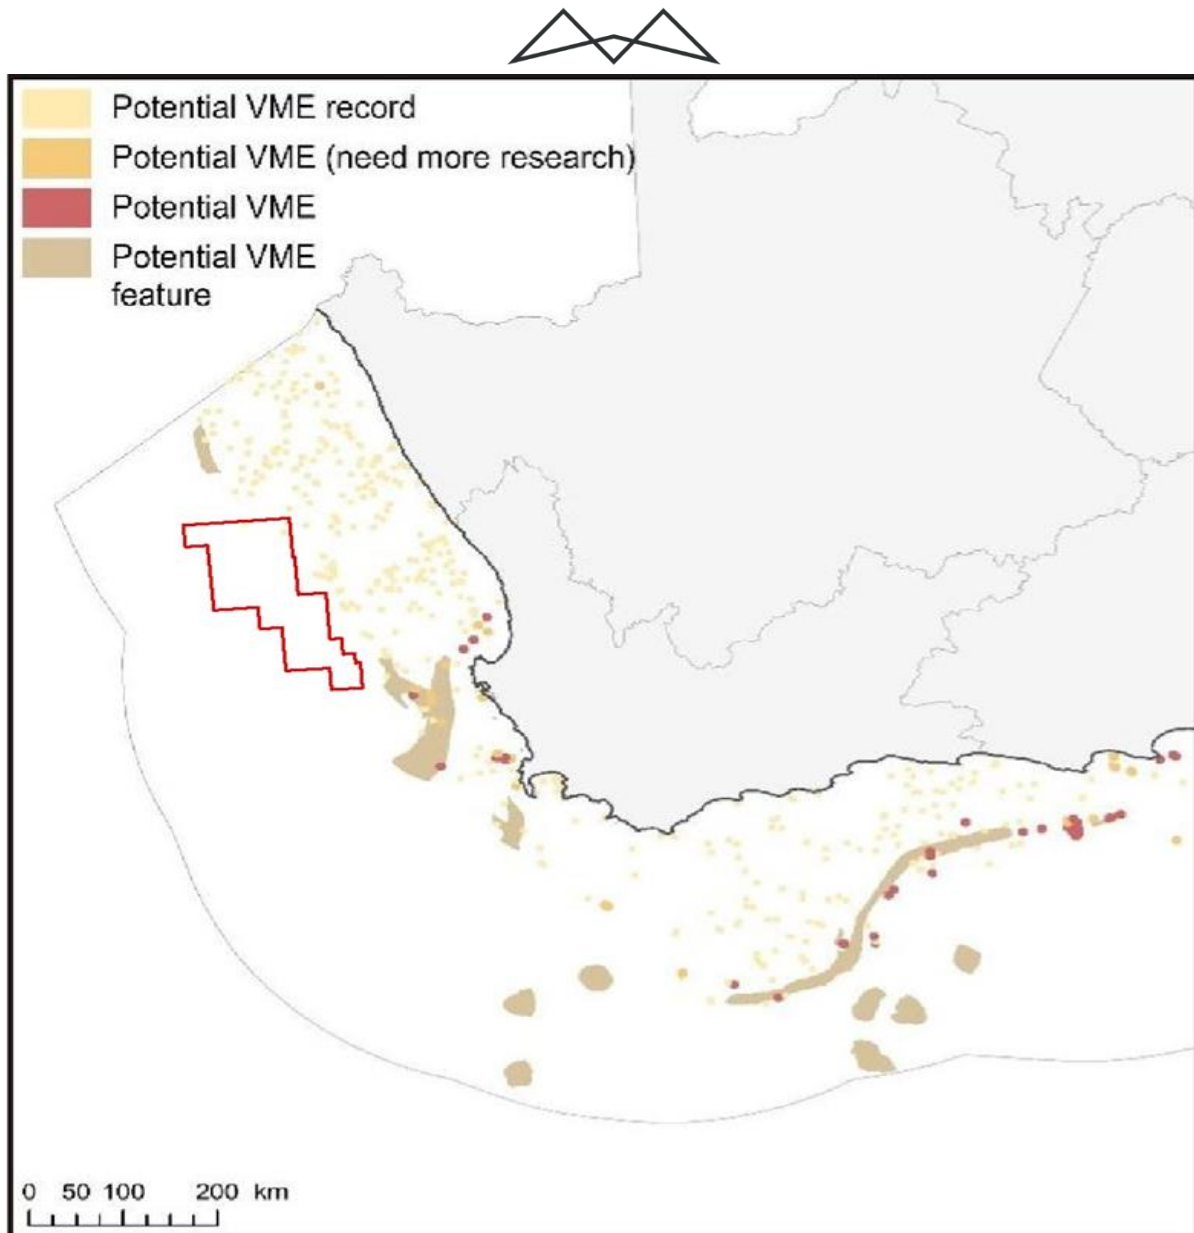 Potential VME record
Potential VME (need more research)
Potential VME
Potential VME
feature
0 50 100 200 km